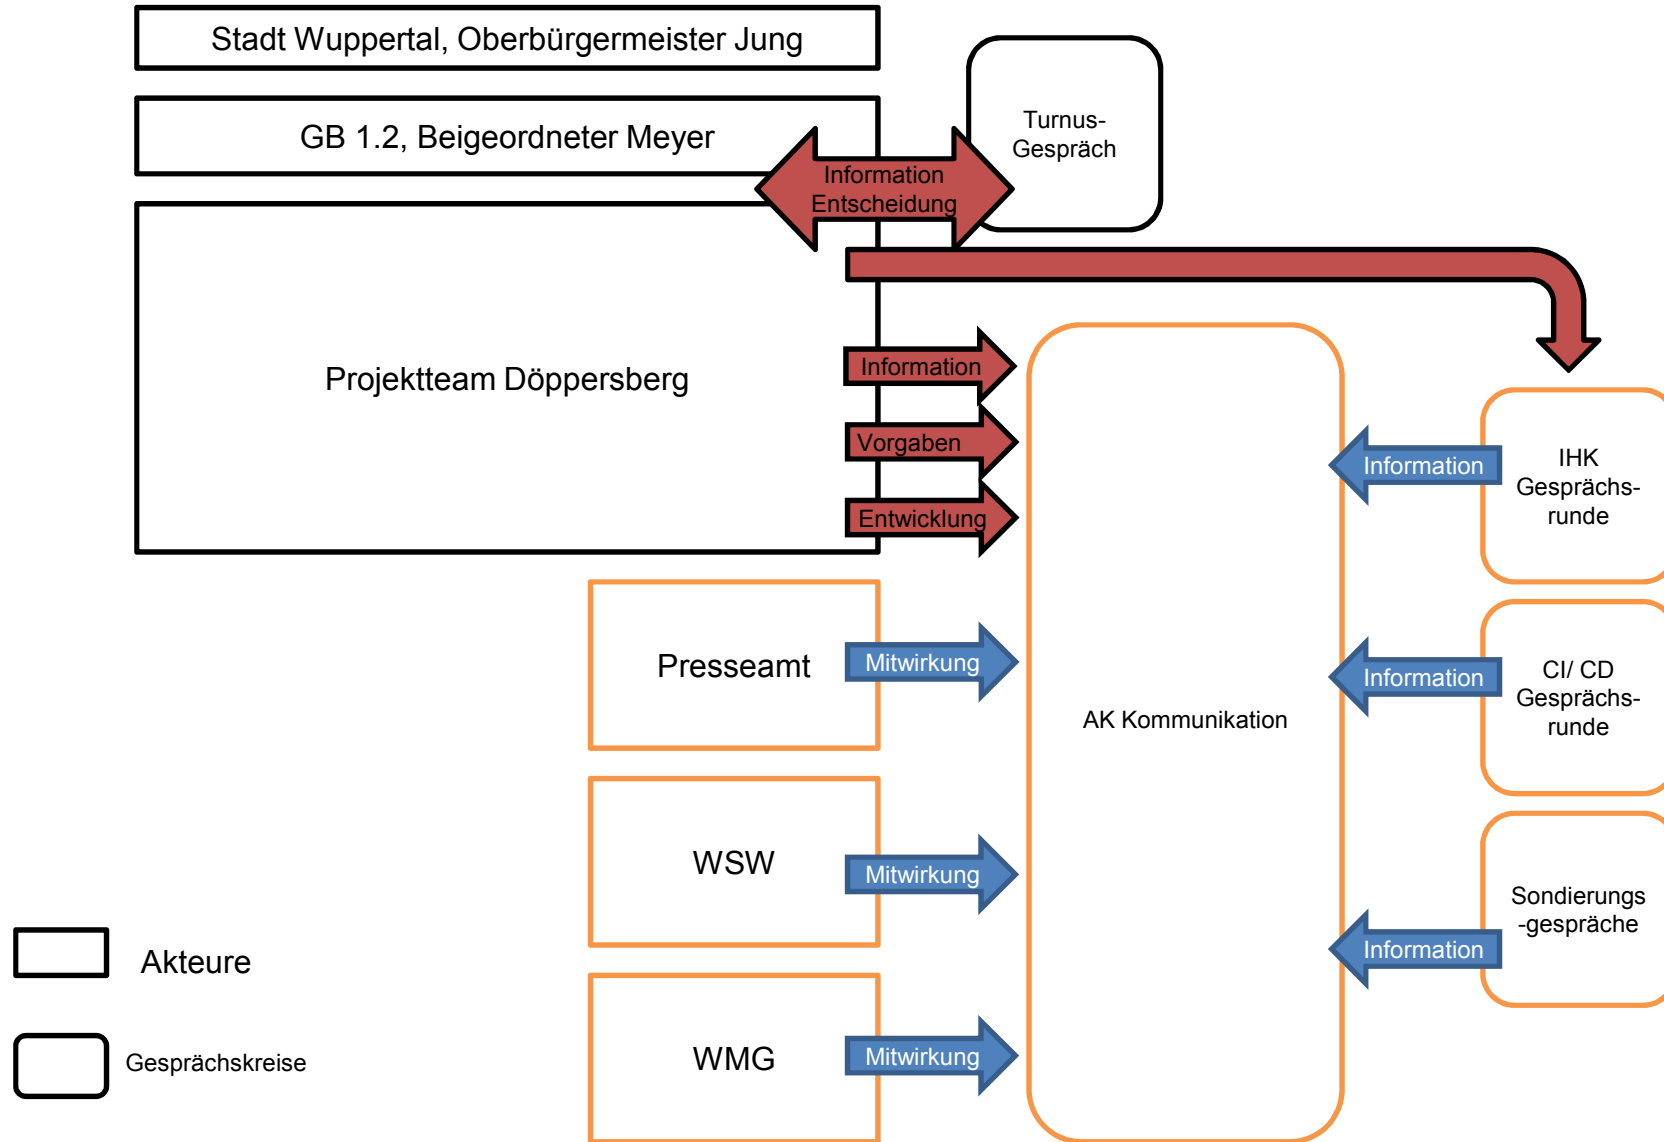 Stadt Wuppertal, Oberbürgermeister Jung
GB 1.2, Beigeordneter Meyer
Turnus-
Gespräch
Information
Entscheidung
Projektteam Döppersberg
Information
Vorgaben
Entwicklung
Presseamt
Mitwirkung
WSW
Mitwirkung
WMG
Mitwirkung
AK Kommunikation
Information
IHK
Gesprächs-
runde
Information
CI/ CD
Gesprächs-
runde
Information
Sondierungs
-gespräche
Akteure
Gesprächskreise